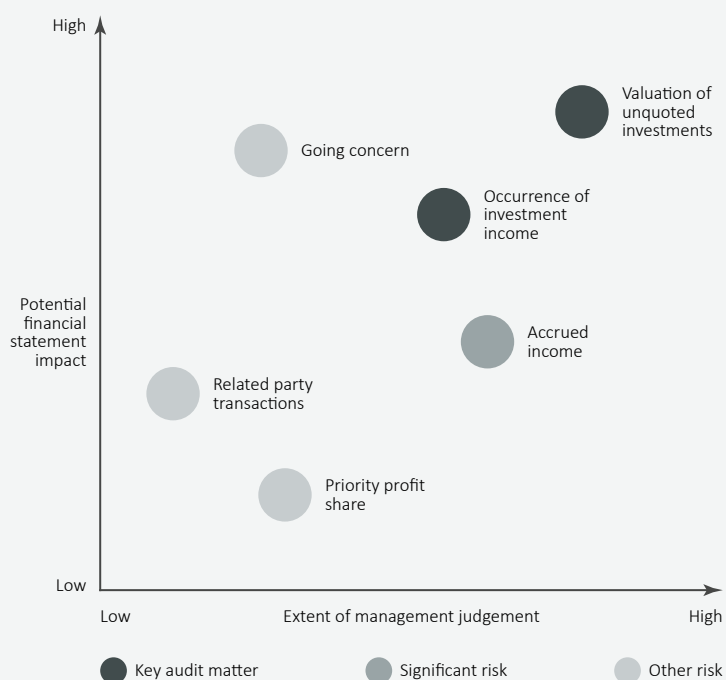 High
Valuation of
unquoted
investments
Going concern
Occurrence of
investment
income
Potential
financial
statement
impact
Accrued
income
Related party
transactions
Priority profit
share
Low
Low
Extent of management judgement
High
Key audit matter
Significant risk
Other risk